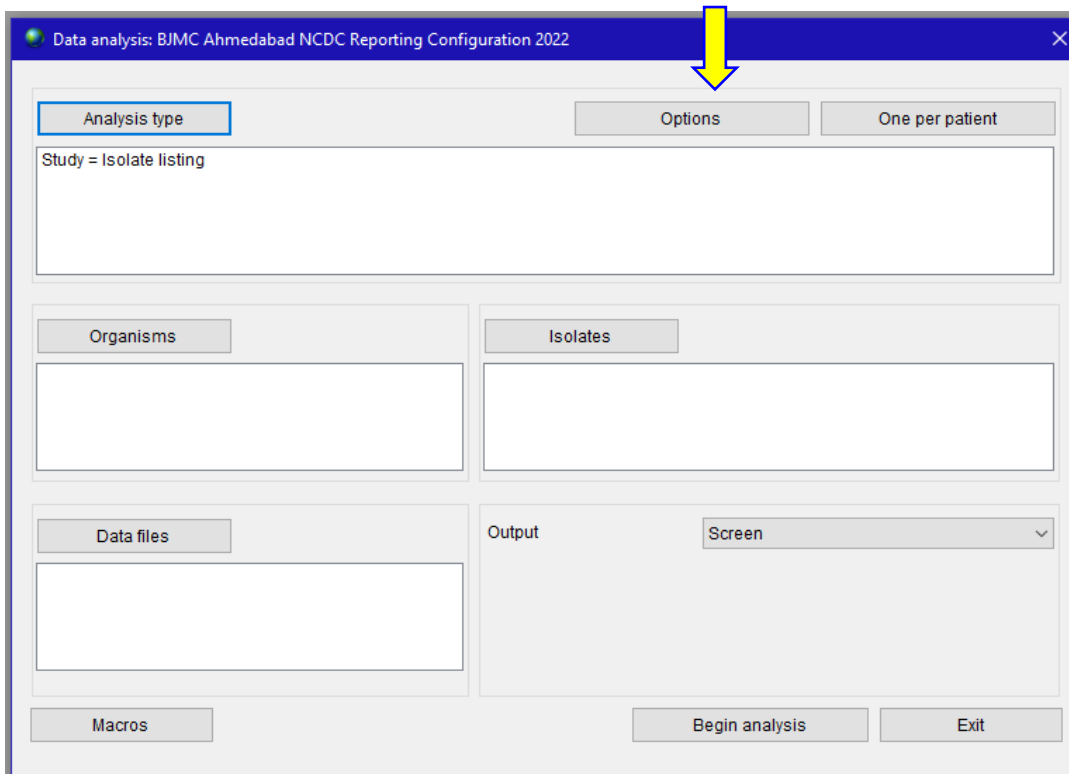 Data analysis: BJMC Ahmedabad NCDC Reporting Configuration 2022
Analysis type
Options
One per patient
Study = Isolate listing
Organisms
Isolates
Data files
Output
Screen
Macros
Begin analysis
Exit